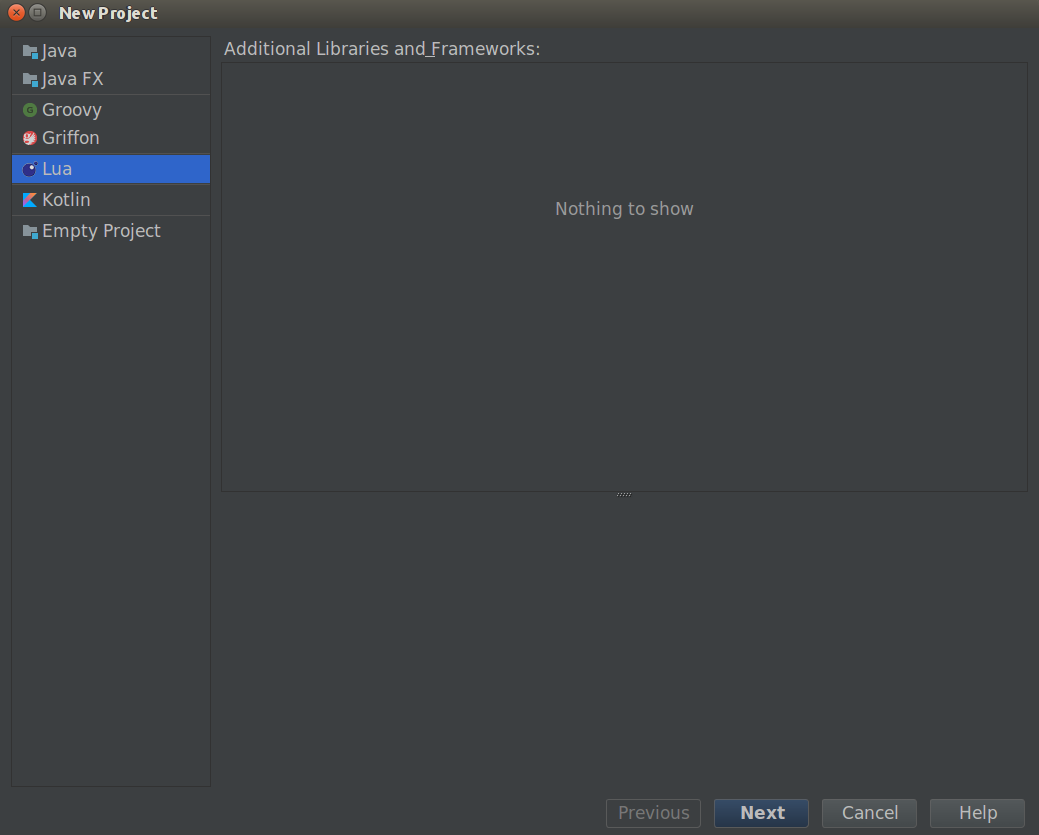 New Project
Java
Java FX
Groovy
Griffon
Lua
Kotlin
Empty Project
Additional Libraries and Frameworks:
Nothing to show
Previous
Next
Cancel
Help